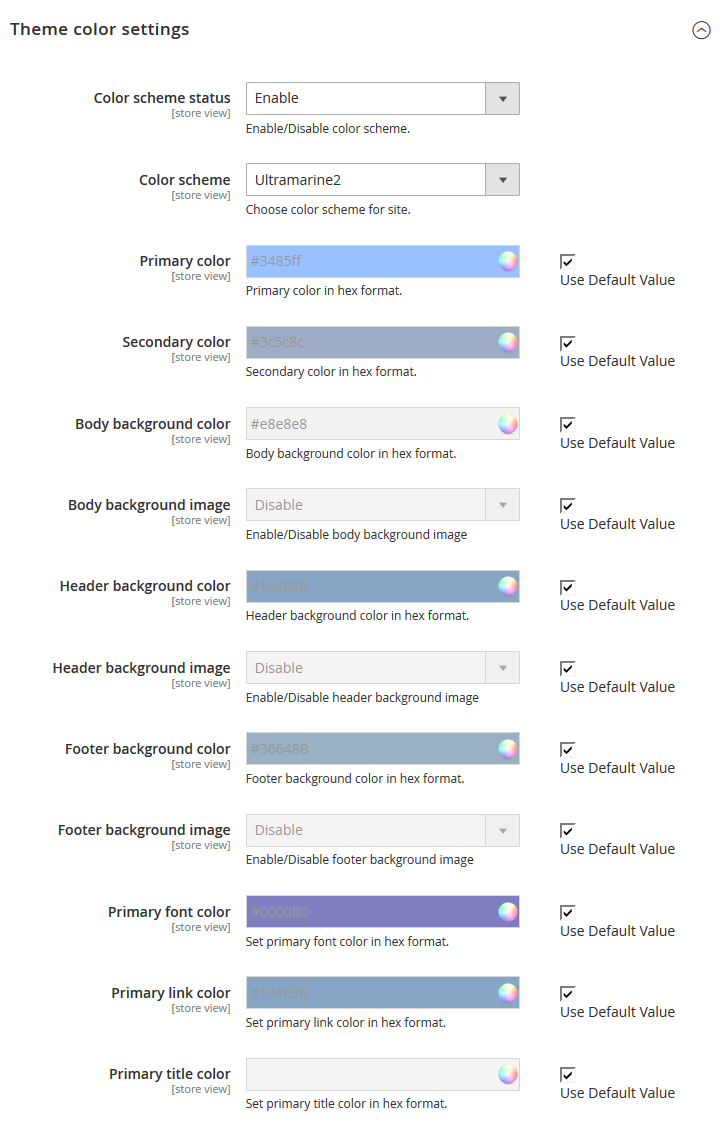 Theme color settings
Color scheme status
[store view]
Enable
Enable/Disable color scheme.
Color scheme
[store view]
Ultramarine2
Choose color scheme for site.
Primary color
[store view]
#3485ff
Primary color in hex format.
Use Default Value
Secondary color
[store view]
#3c5c8c
Secondary color in hex format.
Use Default Value
Body background color
[store view]
#e8e8e8
Body background color in hex format.
Use Default Value
Body background image
[store view]
Disable
Enable/Disable body background image
Use Default Value
Header background color
[store view]
#104E8B
Header background color in hex format.
Use Default Value
Header background image
[store view]
Disable
Enable/Disable header background image
Use Default Value
Footer background color
[store view]
#36648B
Footer background color in hex format.
Use Default Value
Footer background image
[store view]
Disable
Enable/Disable footer background image
Use Default Value
Primary font color
[store view]
#000080
Set primary font color in hex format.
Use Default Value
Primary link color
[store view]
#104E8B
Set primary link color in hex format.
Use Default Value
Primary title color
[store view]
Set primary title color in hex format.
Use Default Value